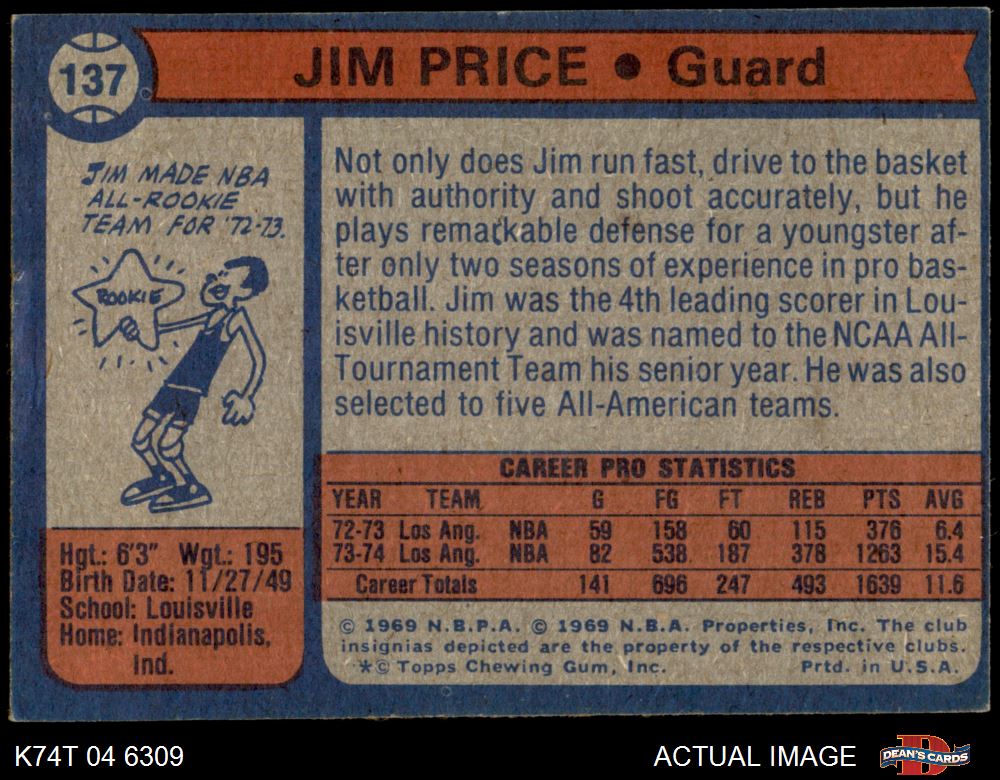 137
JIM PRICE • Guard
JIM MADE NBA
ALL-ROOKIE
TEAM FOR '72-73.
ROOKIE
Hgt.: 6'3" Wgt.: 195
Birth Date: 11/27/49
School: Louisville
Home: Indianapolis,
Ind.
Not only does Jim run fast, drive to the basket
with authority and shoot accurately, but he
plays remarkable defense for a youngster af-
ter only two seasons of experience in pro bas-
ketball. Jim was the 4th leading scorer in Lou-
isville history and was named to the NCAA All-
Tournament Team his senior year. He was also
selected to five All-American teams.
CAREER PRO STATISTICS
YEAR TEAM G FG FT REB PTS AVG
72-73 Los Ang. NBA 59 158 60 115 376 6.4
73-74 Los Ang. NBA 82 538 187 378 1263 15.4
Career Totals 141 696 247 493 1639 11.6
© 1969 N.B.P.A. © 1969 N.B.A. Properties, Inc. The club
insignias depicted are the property of the respective clubs.
*© Topps Chewing Gum, Inc. Prtd. in U.S.A.
K74T 04 6309 ACTUAL IMAGE DEAN'S CARDS